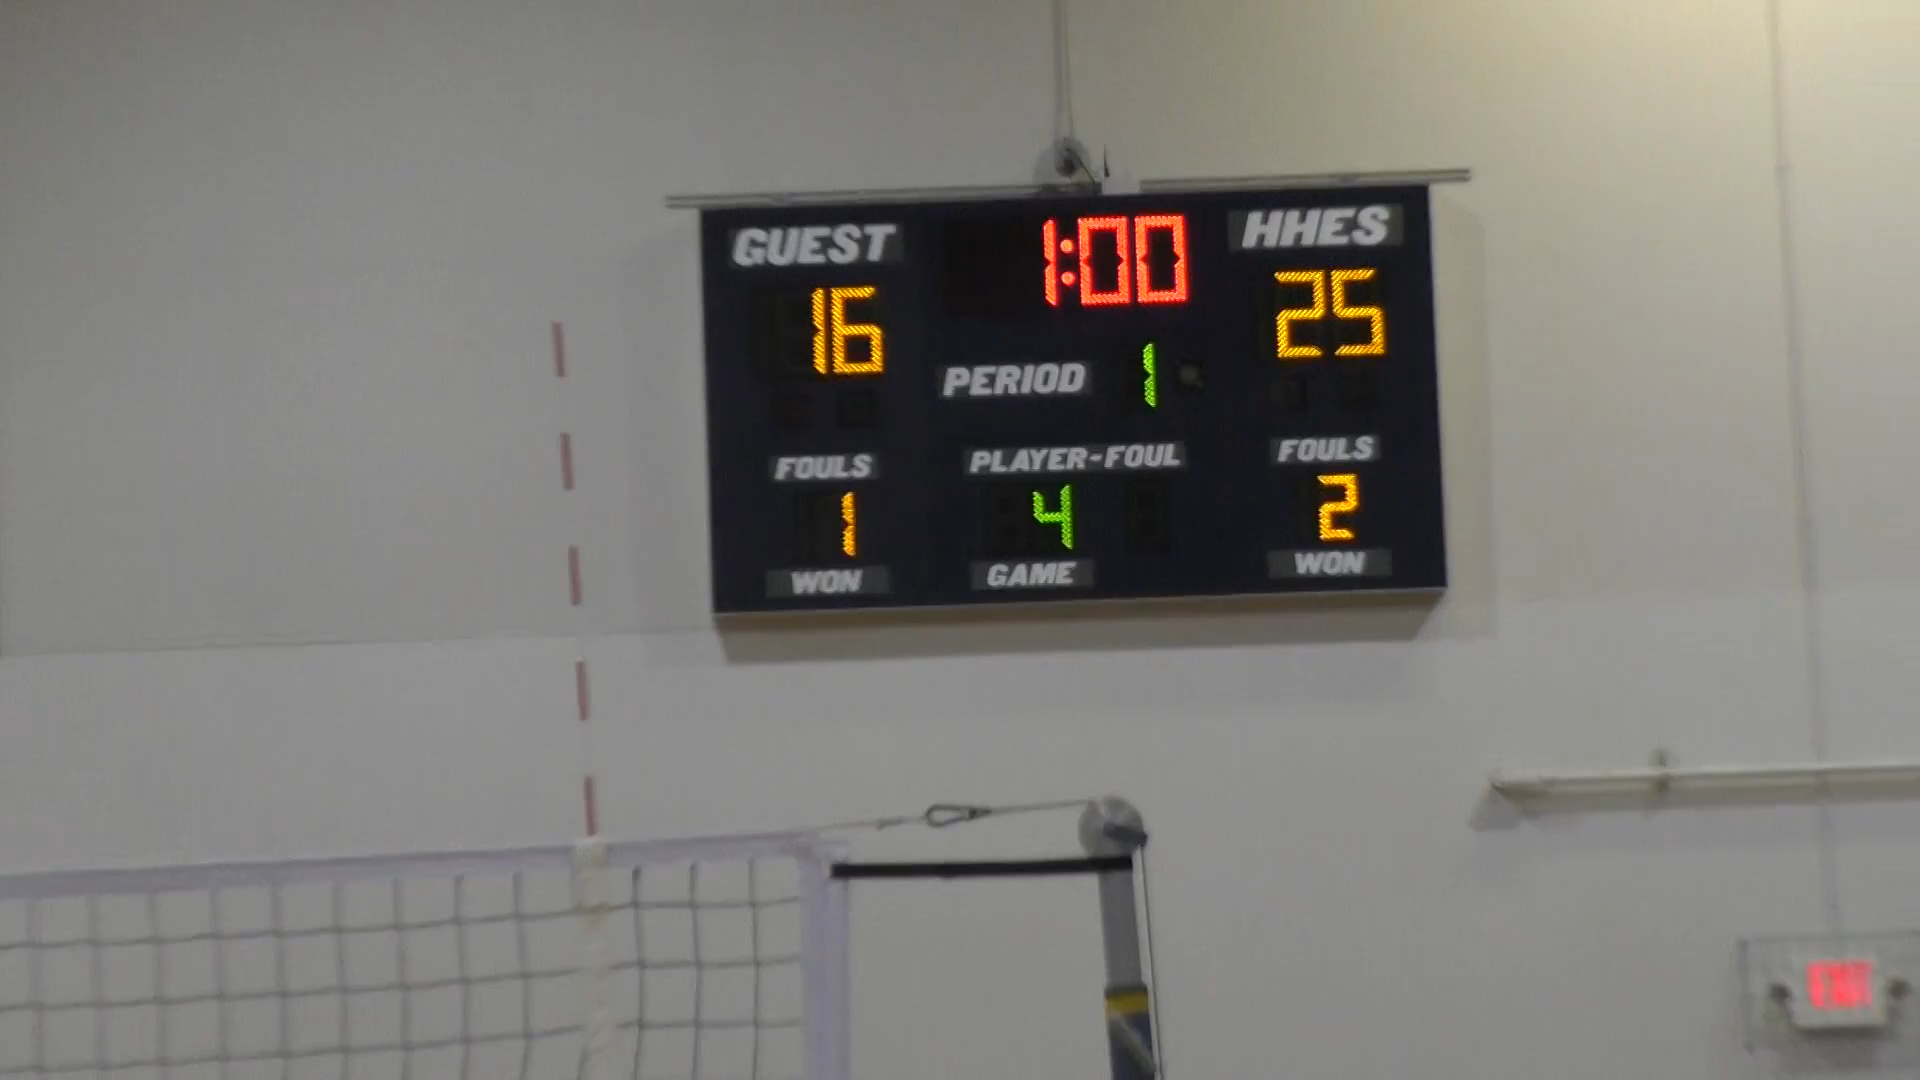 GUEST 1:00 HHES
16 25
PERIOD 1
FOULS PLAYER-FOUL FOULS
1 4 2
WON GAME WON
EXIT